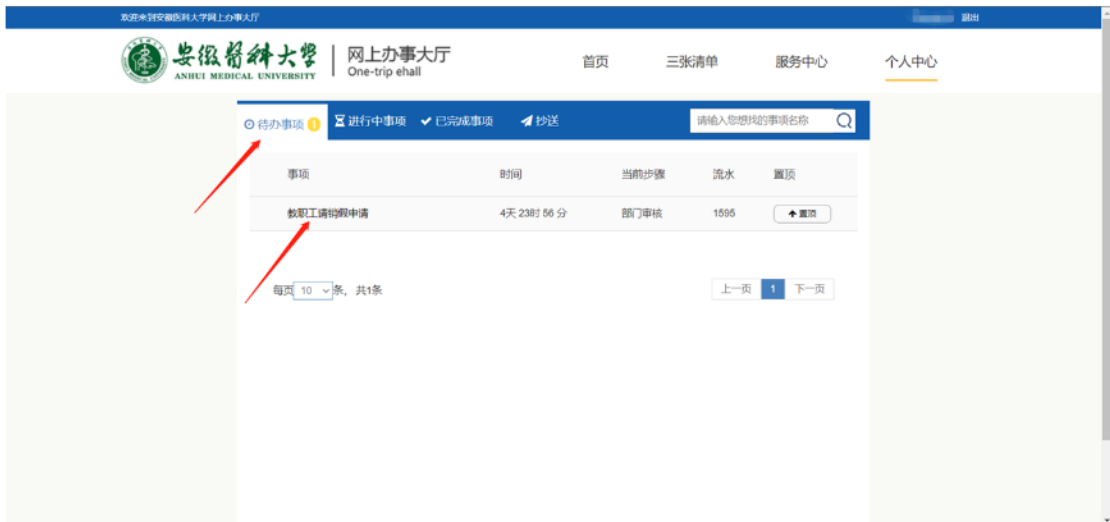 欢迎来到安徽医科大学网上办事大厅 退出
安徽醫科大学 网上办事大厅
ANHUI MEDICAL UNIVERSITY One-trip ehall
首页 三张清单 服务中心 个人中心
待办事项 1 进行中事项 已完成事项 抄送 请输入您想找的事项名称
事项 时间 当前步骤 流水 置顶
教职工请销假申请 4天 23时 56 分 部门审核 1595 置顶
每页 10 条，共1条 上一页 1 下一页